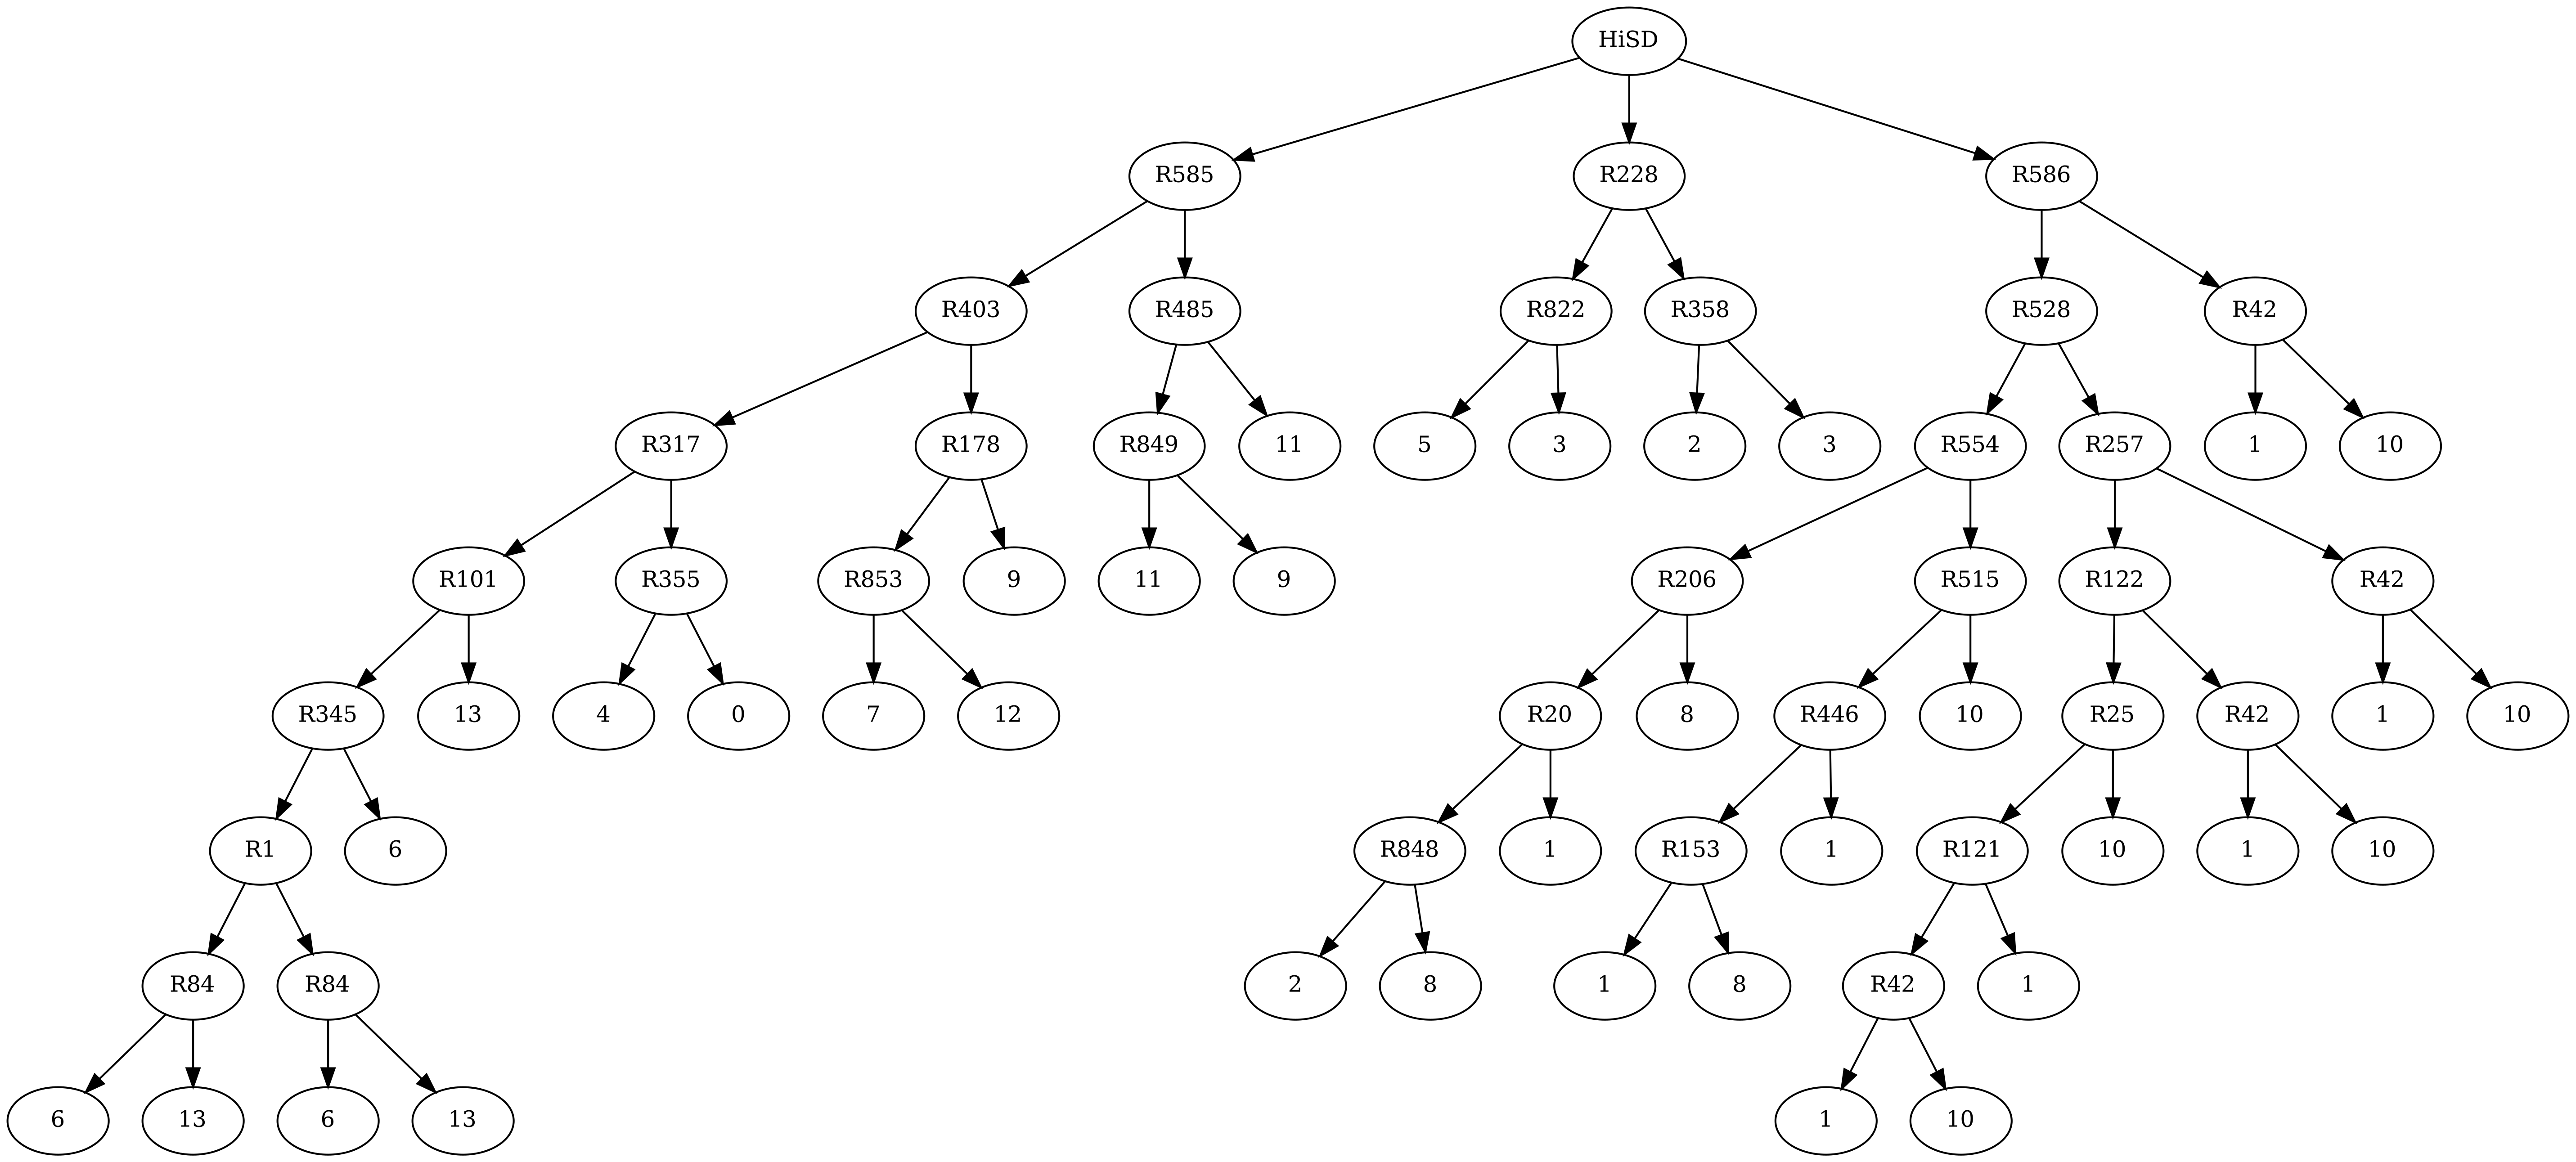 HiSD
R585 R228 R586
R403 R485 R822 R358 R528 R42
R317 R178 R849 11 5 3 2 3 R554 R257 1 10
R101 R355 R853 9 11 9 R206 R515 R122 R42
R345 13 4 0 7 12 R20 8 R446 10 R25 R42 1 10
R1 6 R848 1 R153 1 R121 10 1 10
R84 R84 2 8 1 8 R42 1
6 13 6 13 1 10